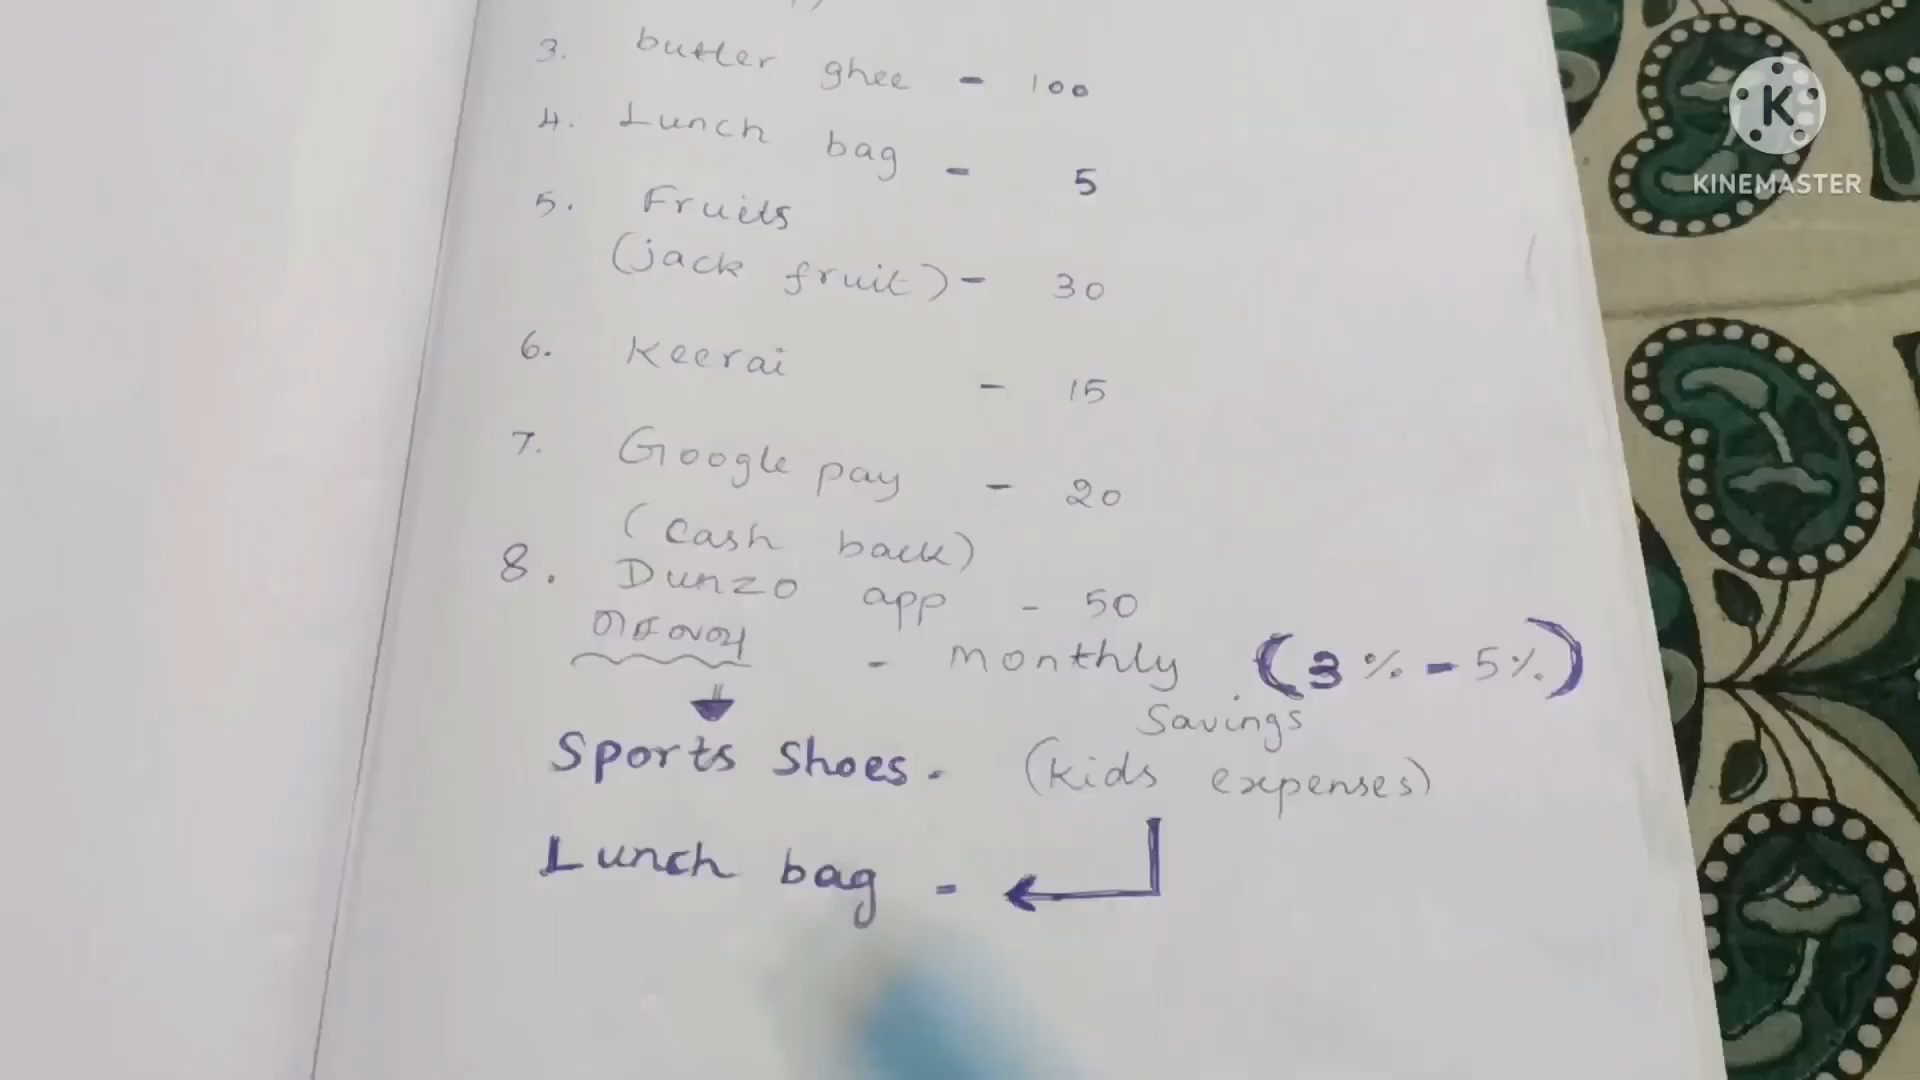 3. butter ghee - 100
4. Lunch bag - 5
5. Fruits
(jack fruit) - 30
6. Keerai - 15
7. Google pay - 20
(cash back)
8. Dunzo app - 50
- monthly (3% - 5%)
Savings
Sports Shoes. (kids expenses)
Lunch bag -
K
KINEMASTER